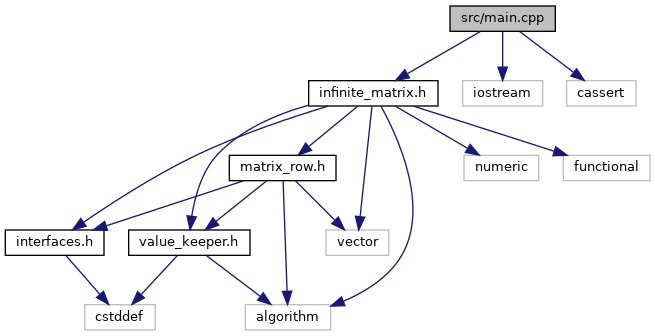 src/main.cpp
infinite_matrix.h
iostream
cassert
matrix_row.h
numeric
functional
interfaces.h
value_keeper.h
vector
cstddef
algorithm